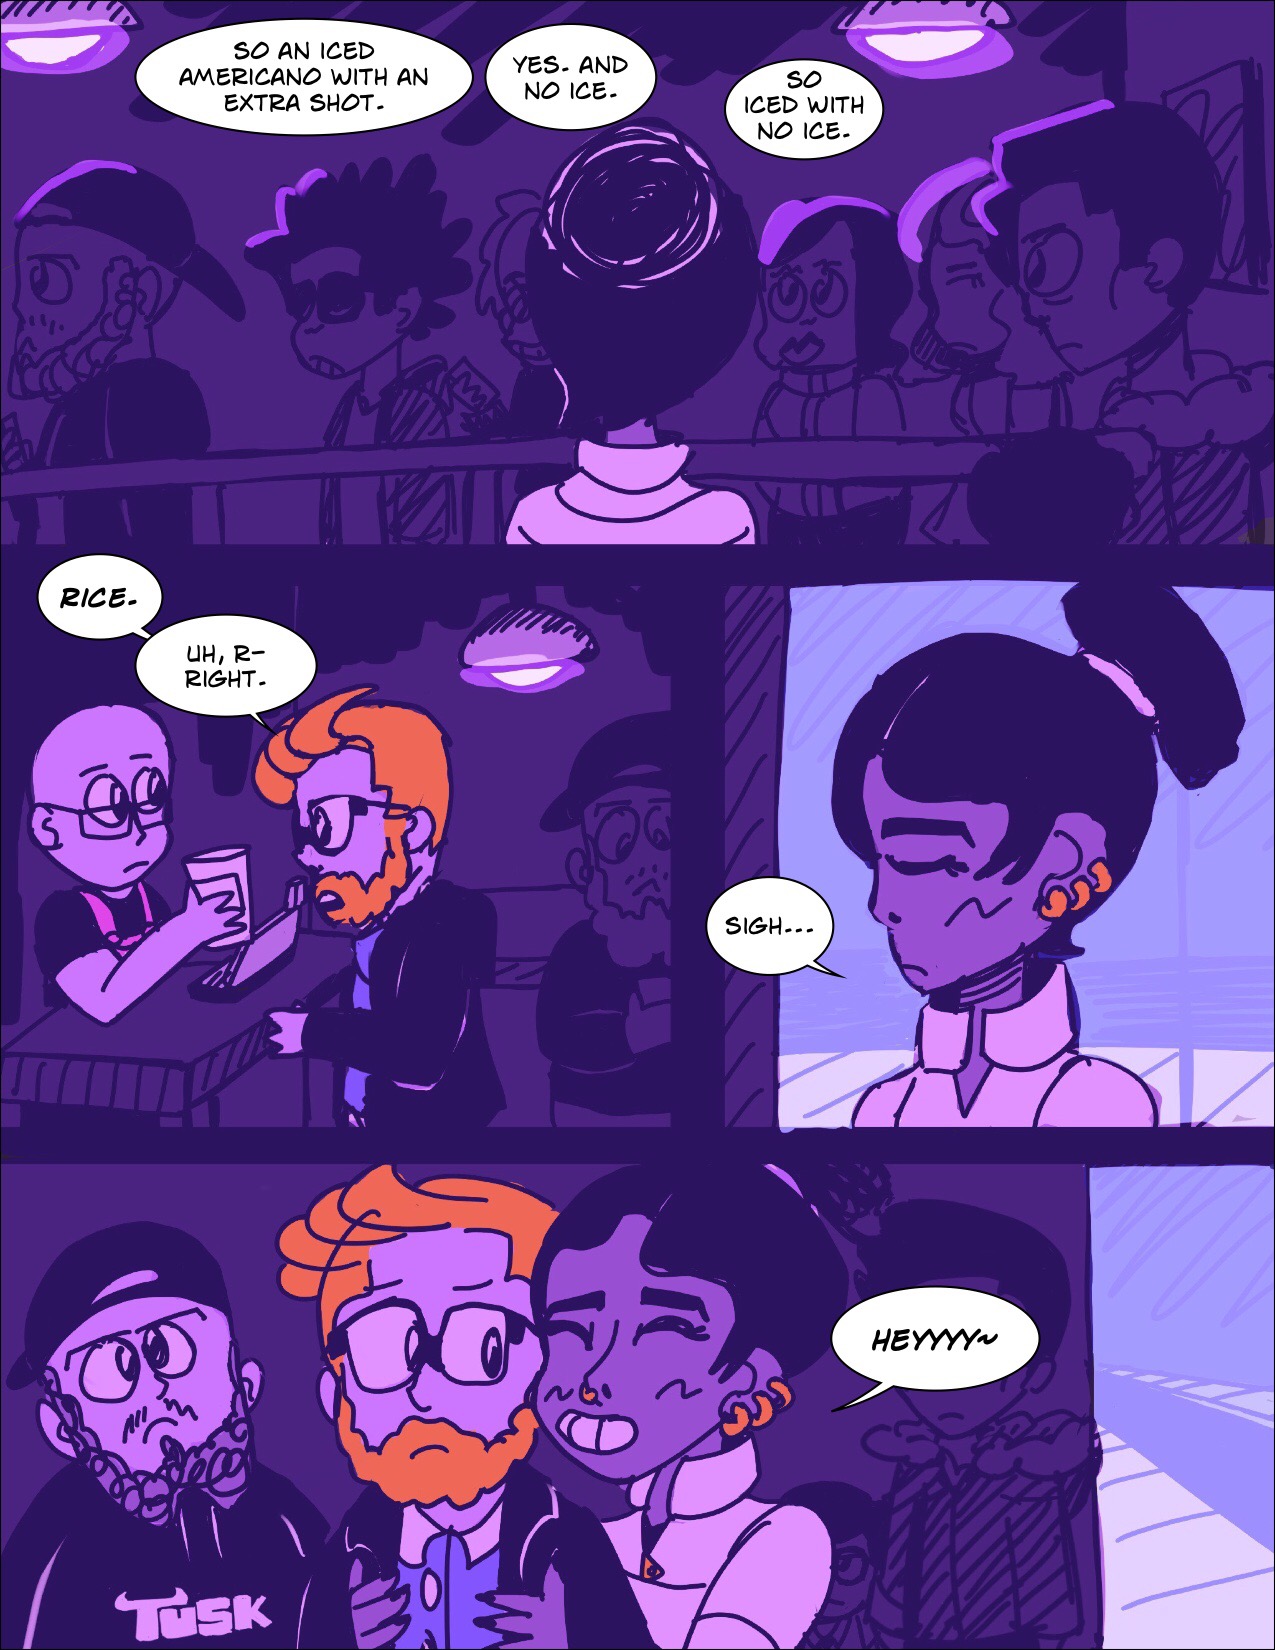 SO AN ICED
AMERICANO WITH AN
EXTRA SHOT.
YES. AND
NO ICE.
SO
ICED WITH
NO ICE.
RICE.
UH, R-
RIGHT.
SIGH...
HEYYYY~
TUSK